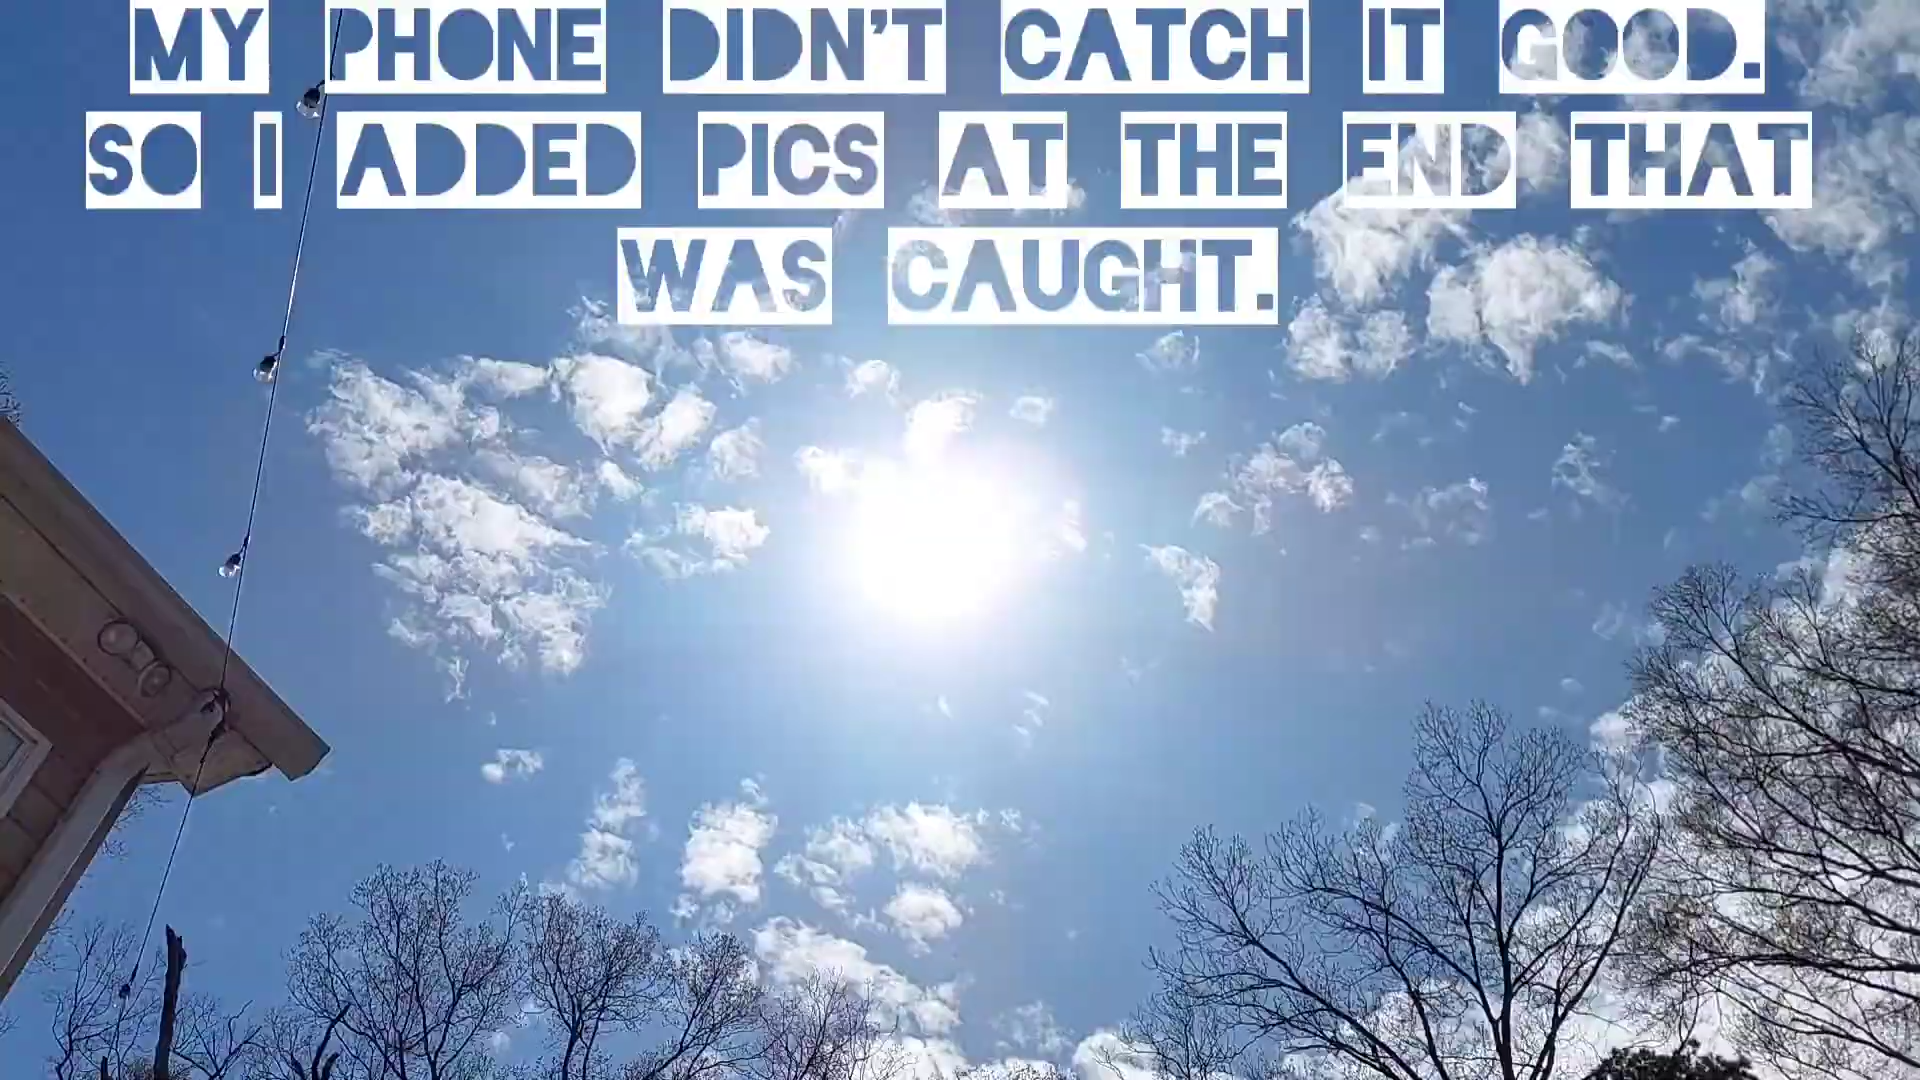 MY PHONE DIDN'T CATCH IT GOOD.
SO I ADDED PICS AT THE END THAT
WAS CAUGHT.